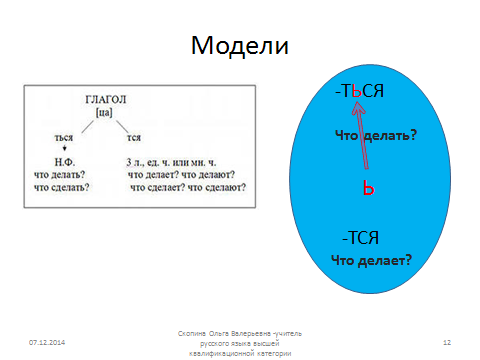 Модели
ГЛАГОЛ
[ца]
ться тся
Н.Ф. 3 л., ед. ч. или мн. ч.
что делать? что делает? что делают?
что сделать? что сделает? что сделают?
-ТЬСЯ
Что делать?
Ь
-ТСЯ
Что делает?
07.12.2014
Скопина Ольга Валерьевна -учитель
русского языка высшей
квалификационной категории
12